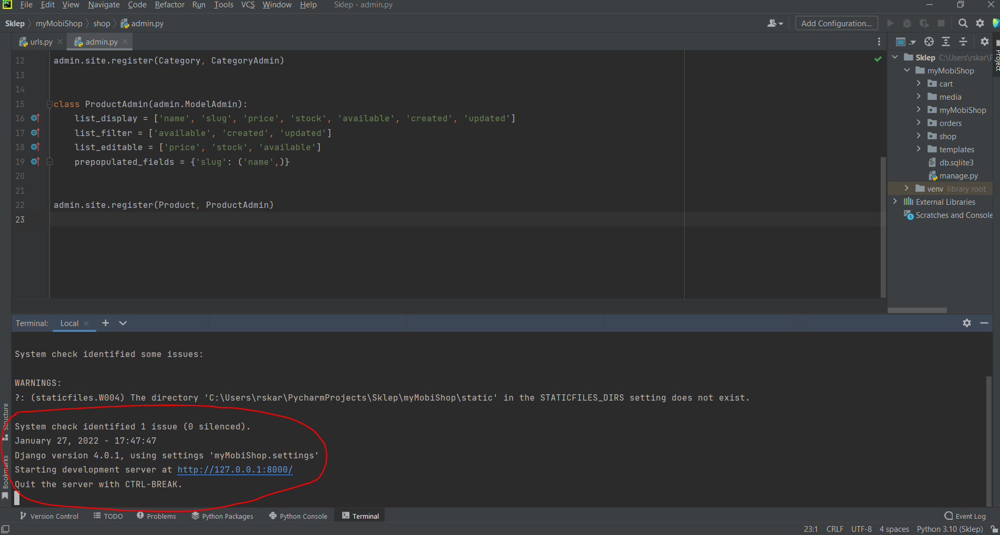 PC
File Edit View Navigate Code Refactor Run Tools VCS Window Help Sklep - admin.py
Sklep myMobiShop shop admin.py Add Configuration...
urls.py admin.py
12 admin.site.register(Category, CategoryAdmin)
13
14
15 class ProductAdmin(admin.ModelAdmin):
16 list_display = ['name', 'slug', 'price', 'stock', 'available', 'created', 'updated']
17 list_filter = ['available', 'created', 'updated']
18 list_editable = ['price', 'stock', 'available']
19 prepopulated_fields = {'slug': ('name',)}
20
21
22 admin.site.register(Product, ProductAdmin)
23
Project
Sklep C:\Users\rskar\P
myMobiShop
cart
media
myMobiShop
orders
shop
templates
db.sqlite3
manage.py
venv library root
External Libraries
Scratches and Console
Terminal: Local
System check identified some issues:
WARNINGS:
?: (staticfiles.W004) The directory 'C:\Users\rskar\PycharmProjects\Sklep\myMobiShop\static' in the STATICFILES_DIRS setting does not exist.
System check identified 1 issue (0 silenced).
January 27, 2022 - 17:47:47
Django version 4.0.1, using settings 'myMobiShop.settings'
Starting development server at http://127.0.0.1:8000/
Quit the server with CTRL-BREAK.
Structure
Bookmarks
Version Control TODO Problems Python Packages Python Console Terminal Event Log
23:1 CRLF UTF-8 4 spaces Python 3.10 (Sklep)